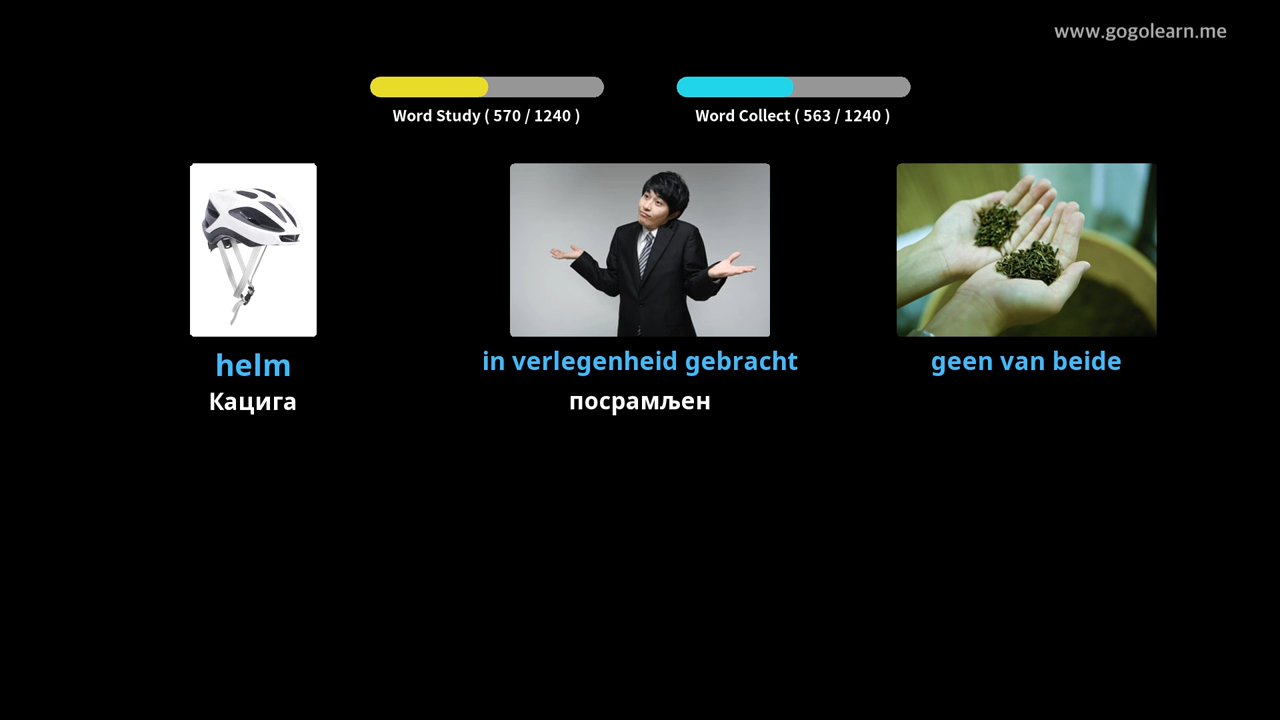 www.gogolearn.me
Word Study ( 570 / 1240 )
Word Collect ( 563 / 1240 )
helm
Кацига
in verlegenheid gebracht
посрамљен
geen van beide